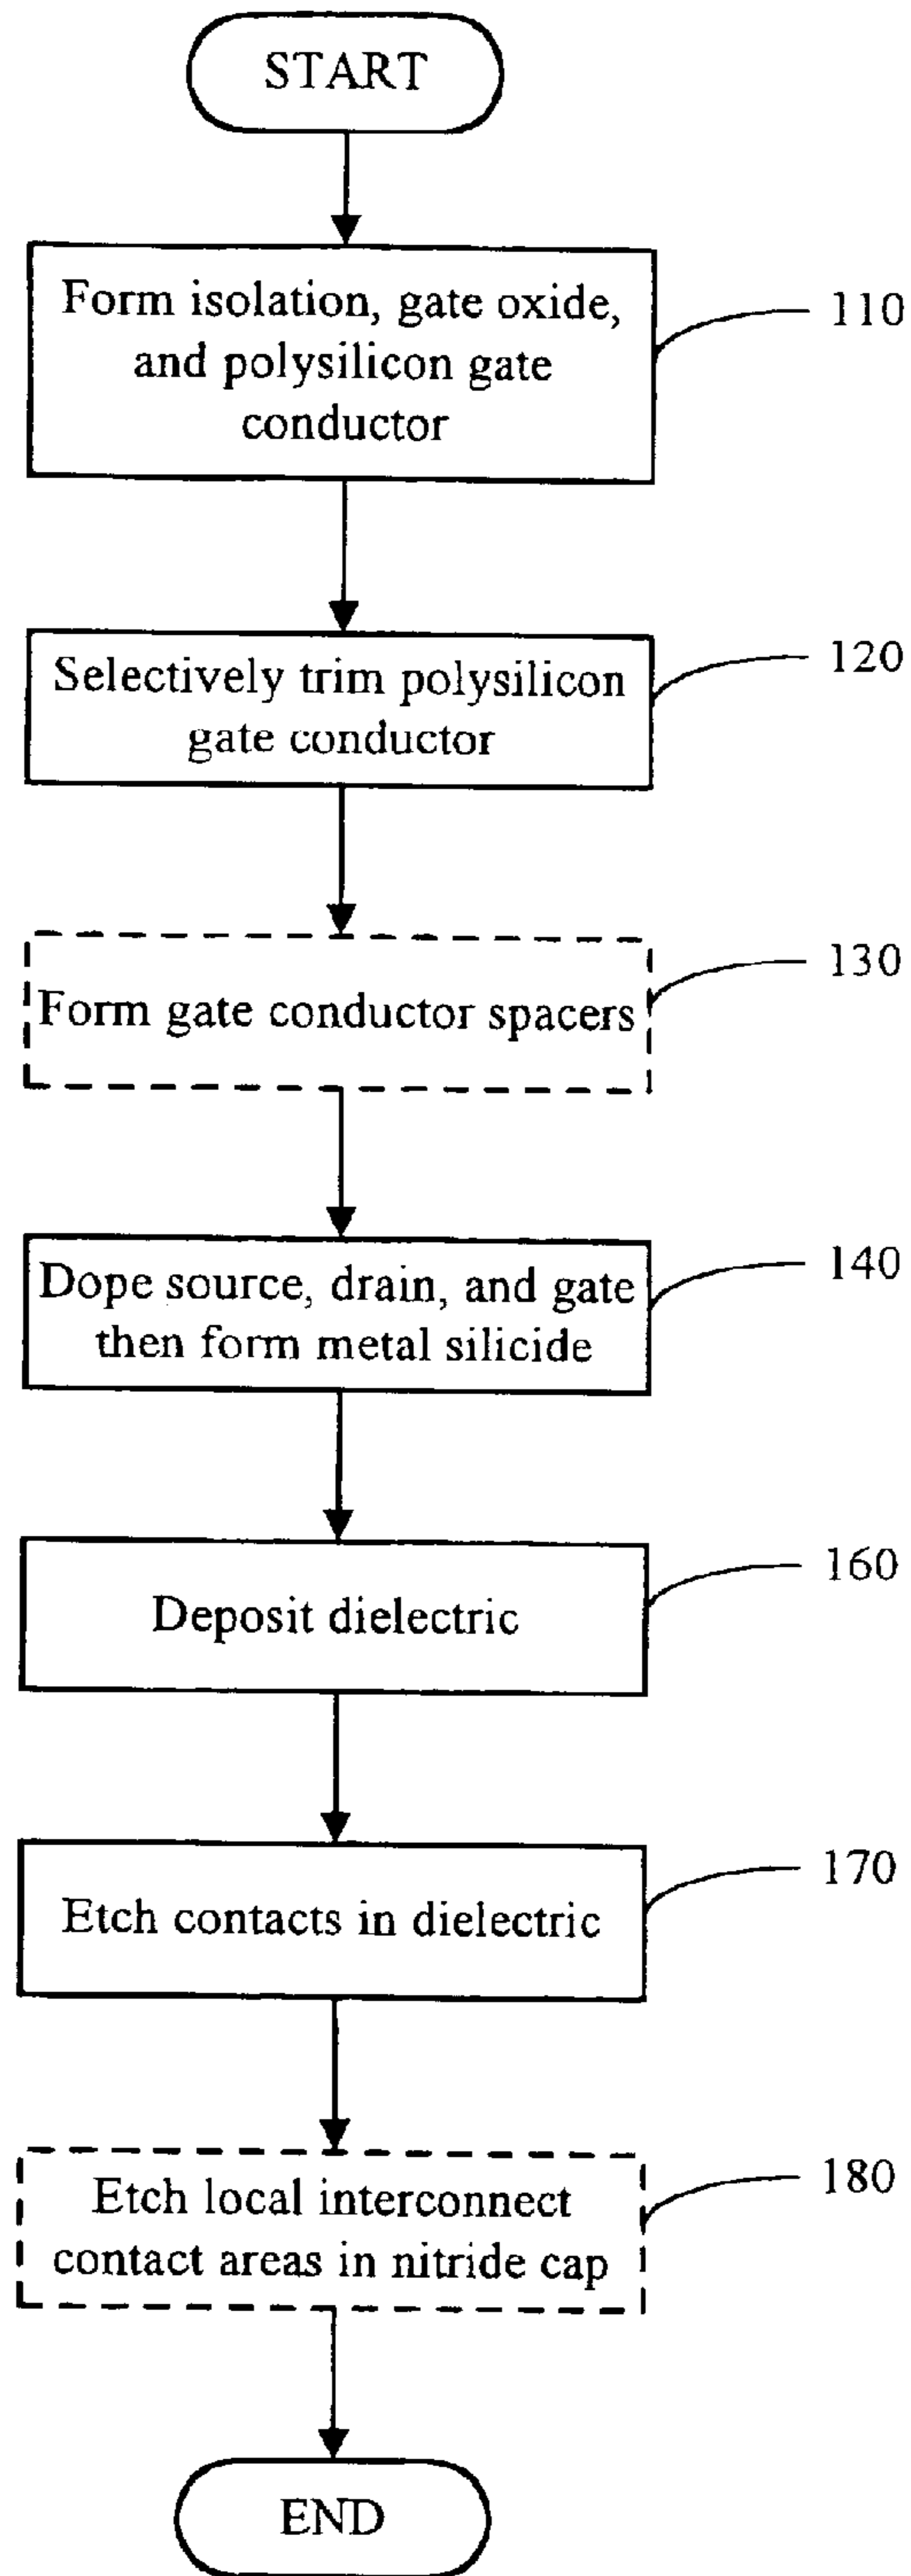 START
Form isolation, gate oxide,
and polysilicon gate
conductor
110
Selectively trim polysilicon
gate conductor
120
Form gate conductor spacers
130
Dope source, drain, and gate
then form metal silicide
140
Deposit dielectric
160
Etch contacts in dielectric
170
Etch local interconnect
contact areas in nitride cap
180
END